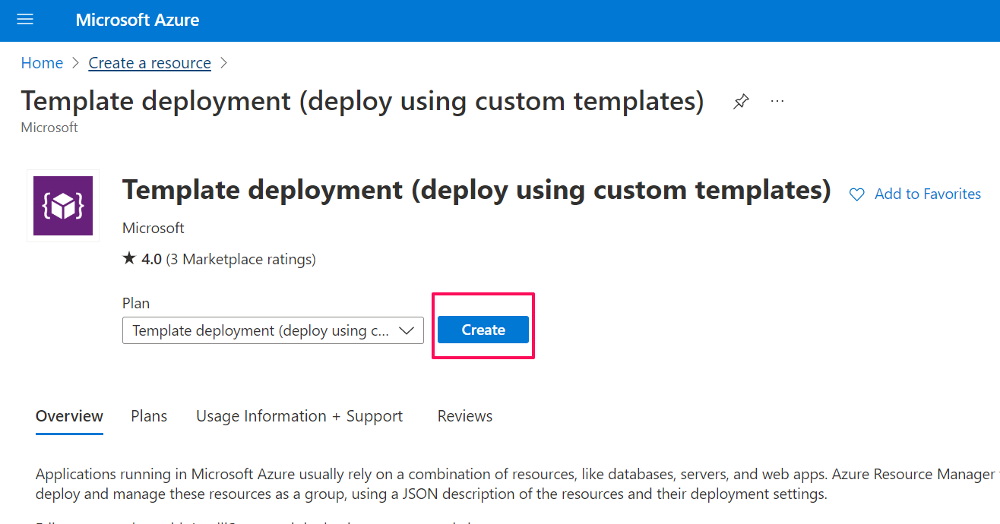 Microsoft Azure
Home > Create a resource >
Template deployment (deploy using custom templates)
Microsoft
Template deployment (deploy using custom templates)
Add to Favorites
Microsoft
★ 4.0 (3 Marketplace ratings)
Plan
Template deployment (deploy using c...
Create
Overview Plans Usage Information + Support Reviews
Applications running in Microsoft Azure usually rely on a combination of resources, like databases, servers, and web apps. Azure Resource Manager
deploy and manage these resources as a group, using a JSON description of the resources and their deployment settings.